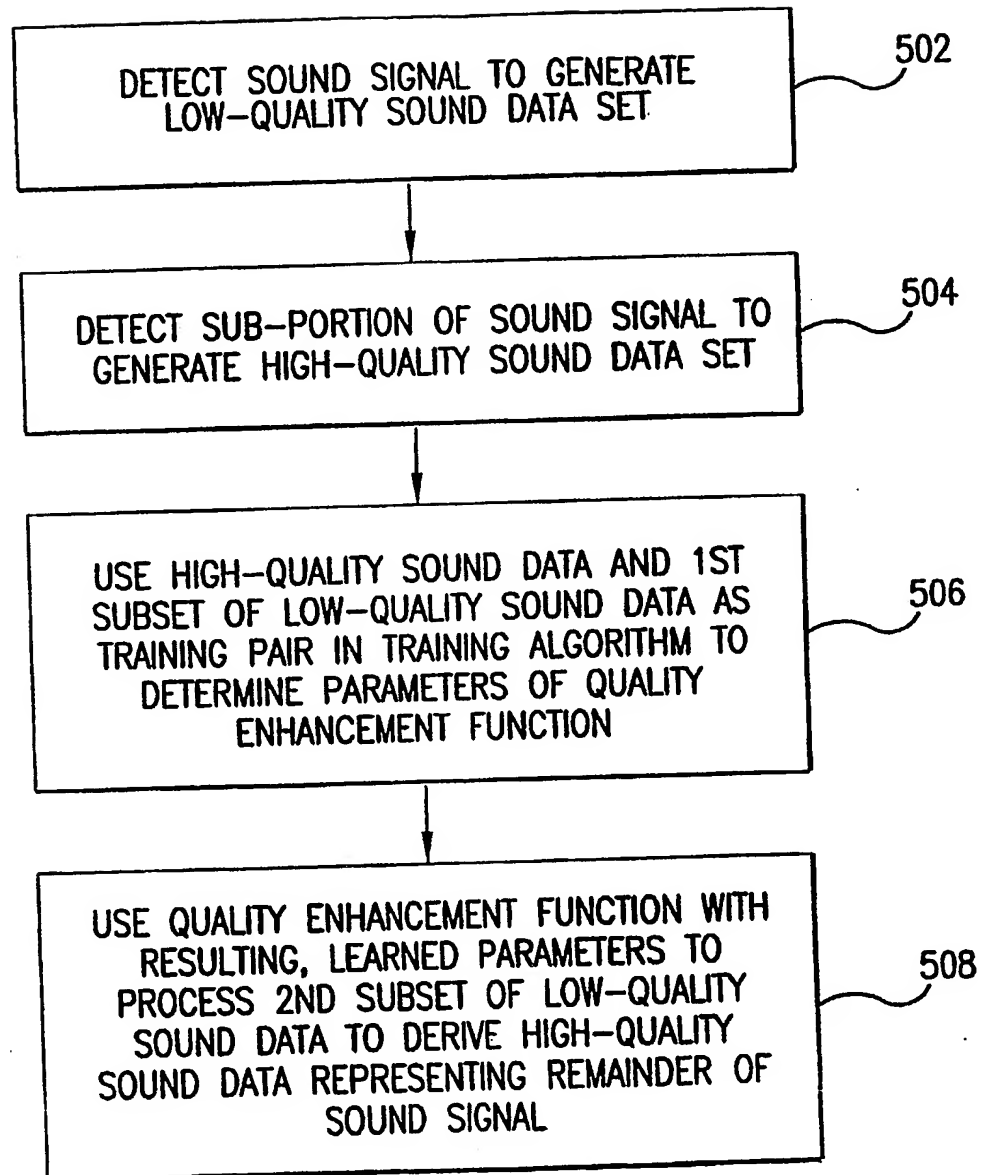 DETECT SOUND SIGNAL TO GENERATE
LOW-QUALITY SOUND DATA SET
502
DETECT SUB-PORTION OF SOUND SIGNAL TO
GENERATE HIGH-QUALITY SOUND DATA SET
504
USE HIGH-QUALITY SOUND DATA AND 1ST
SUBSET OF LOW-QUALITY SOUND DATA AS
TRAINING PAIR IN TRAINING ALGORITHM TO
DETERMINE PARAMETERS OF QUALITY
ENHANCEMENT FUNCTION
506
USE QUALITY ENHANCEMENT FUNCTION WITH
RESULTING, LEARNED PARAMETERS TO
PROCESS 2ND SUBSET OF LOW-QUALITY
SOUND DATA TO DERIVE HIGH-QUALITY
SOUND DATA REPRESENTING REMAINDER OF
SOUND SIGNAL
508